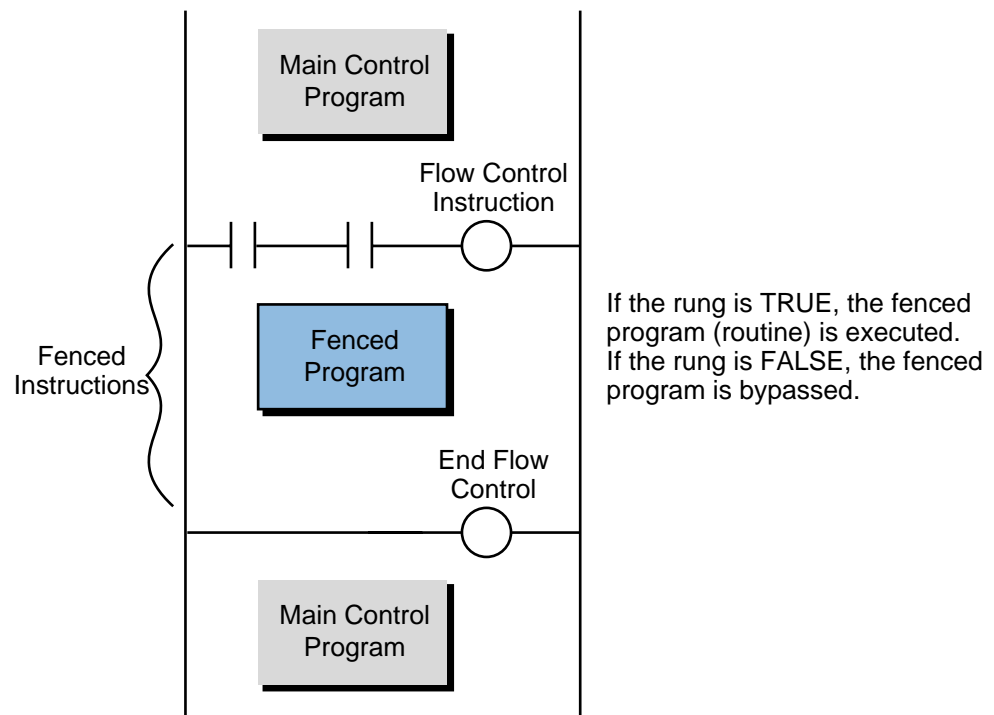 Main Control
Program
Flow Control
Instruction
Fenced
Instructions
Fenced
Program
If the rung is TRUE, the fenced
program (routine) is executed.
If the rung is FALSE, the fenced
program is bypassed.
End Flow
Control
Main Control
Program